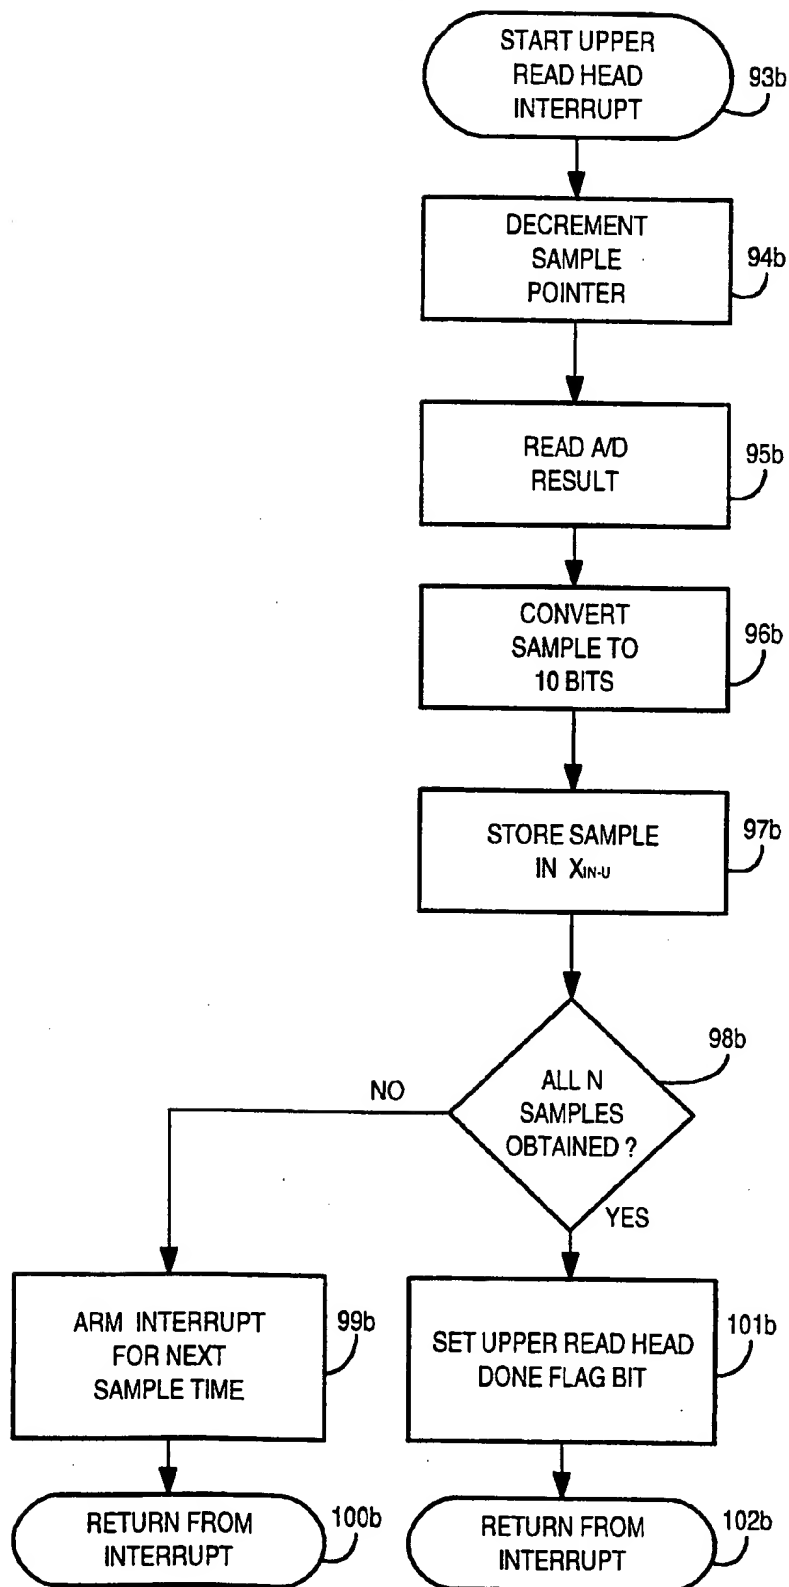 START UPPER
READ HEAD
INTERRUPT
93b
DECREMENT
SAMPLE
POINTER
94b
READ A/D
RESULT
95b
CONVERT
SAMPLE TO
10 BITS
96b
STORE SAMPLE
IN XIN-U
97b
98b
ALL N
SAMPLES
OBTAINED ?
NO
YES
ARM INTERRUPT
FOR NEXT
SAMPLE TIME
99b
SET UPPER READ HEAD
DONE FLAG BIT
101b
RETURN FROM
INTERRUPT
100b
RETURN FROM
INTERRUPT
102b